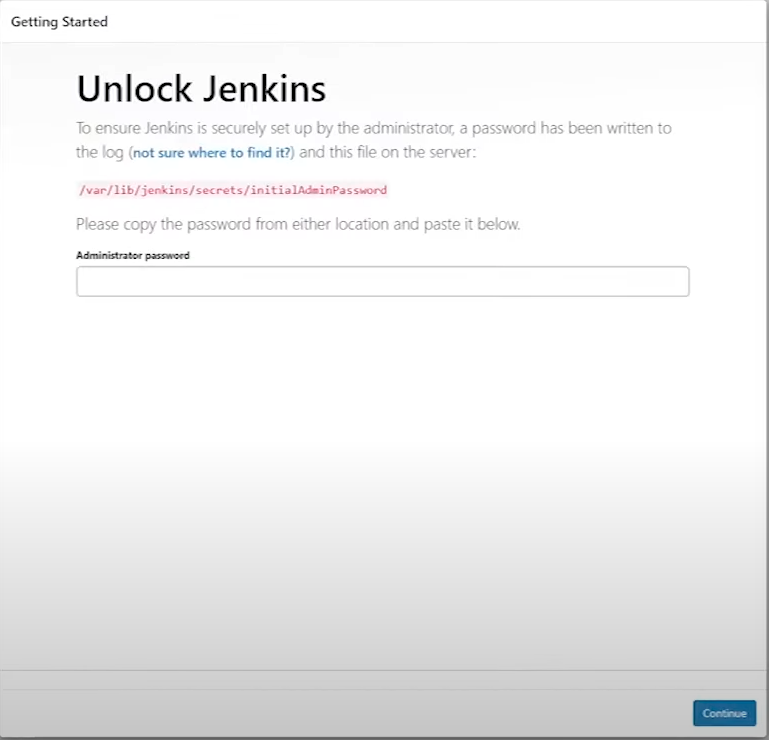 Getting Started
Unlock Jenkins
To ensure Jenkins is securely set up by the administrator, a password has been written to
the log (not sure where to find it?) and this file on the server:
/var/lib/jenkins/secrets/initialAdminPassword
Please copy the password from either location and paste it below.
Administrator password
Continue